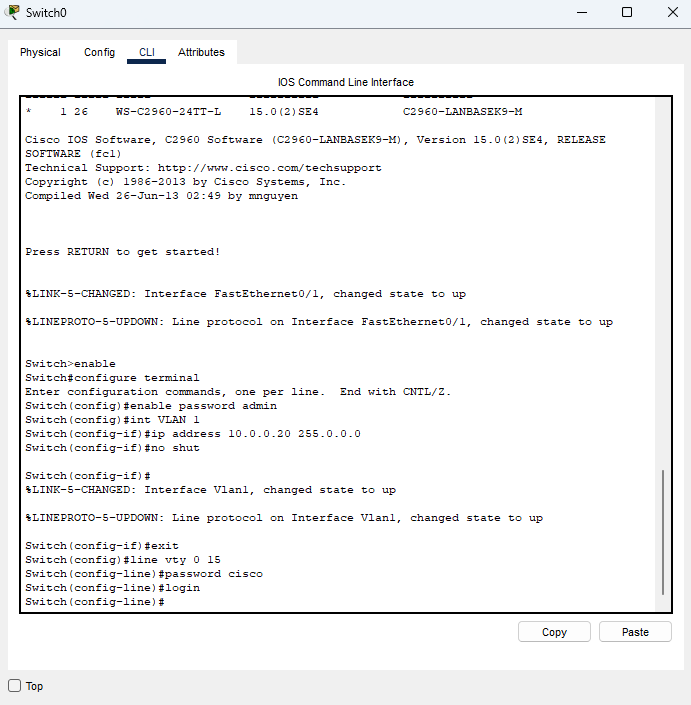 Switch0
Physical Config CLI Attributes
IOS Command Line Interface
* 1 26 WS-C2960-24TT-L 15.0(2)SE4 C2960-LANBASEK9-M
Cisco IOS Software, C2960 Software (C2960-LANBASEK9-M), Version 15.0(2)SE4, RELEASE
SOFTWARE (fc1)
Technical Support: http://www.cisco.com/techsupport
Copyright (c) 1986-2013 by Cisco Systems, Inc.
Compiled Wed 26-Jun-13 02:49 by mnguyen
Press RETURN to get started!
%LINK-5-CHANGED: Interface FastEthernet0/1, changed state to up
%LINEPROTO-5-UPDOWN: Line protocol on Interface FastEthernet0/1, changed state to up
Switch>enable
Switch#configure terminal
Enter configuration commands, one per line. End with CNTL/Z.
Switch(config)#enable password admin
Switch(config)#int VLAN 1
Switch(config-if)#ip address 10.0.0.20 255.0.0.0
Switch(config-if)#no shut
Switch(config-if)#
%LINK-5-CHANGED: Interface Vlan1, changed state to up
%LINEPROTO-5-UPDOWN: Line protocol on Interface Vlan1, changed state to up
Switch(config-if)#exit
Switch(config)#line vty 0 15
Switch(config-line)#password cisco
Switch(config-line)#login
Switch(config-line)#
Copy Paste
Top